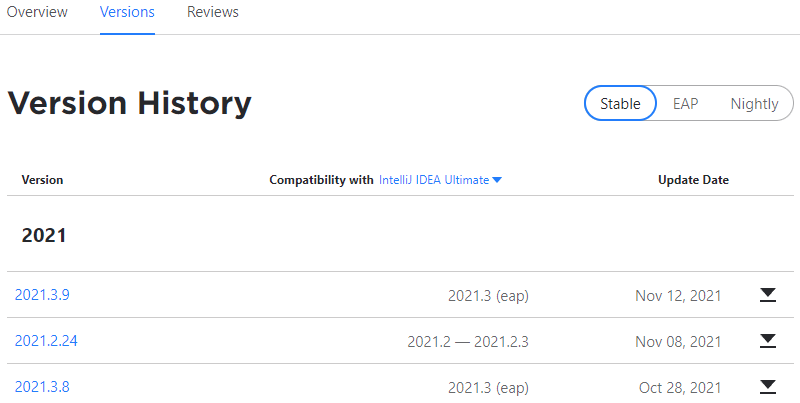 Overview Versions Reviews
Version History Stable EAP Nightly
Version Compatibility with IntelliJ IDEA Ultimate Update Date
2021
2021.3.9 2021.3 (eap) Nov 12, 2021
2021.2.24 2021.2 — 2021.2.3 Nov 08, 2021
2021.3.8 2021.3 (eap) Oct 28, 2021